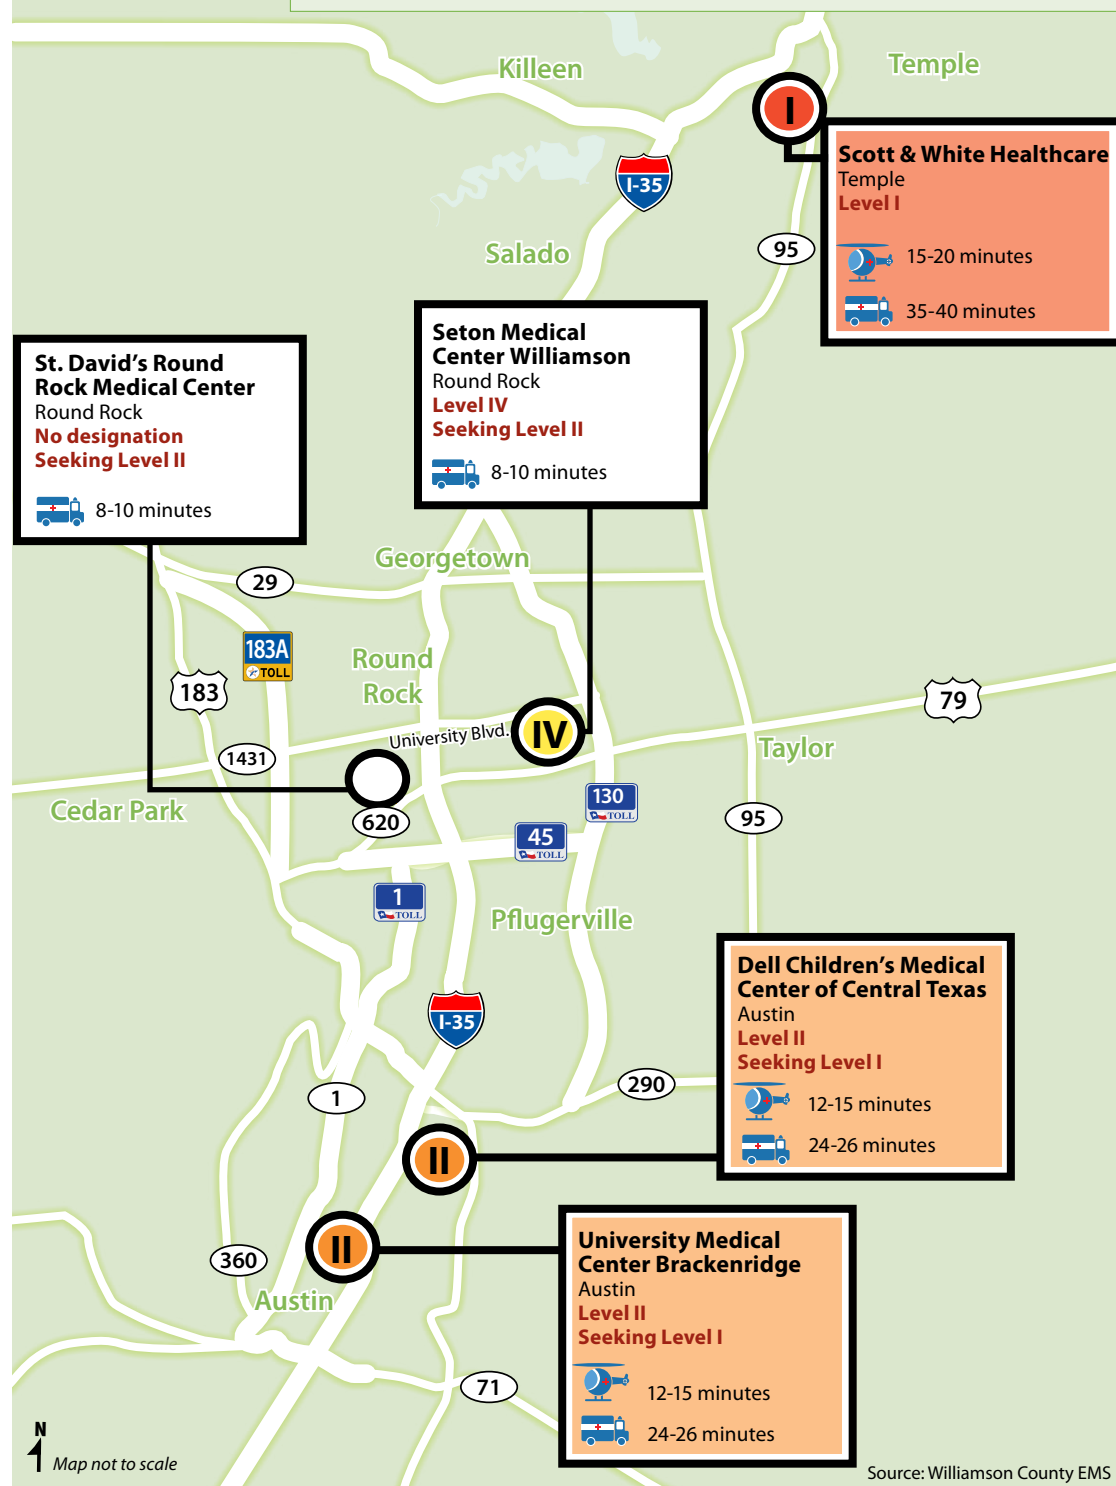 Killeen
Temple
I
Scott & White Healthcare
Temple
Level I
15-20 minutes
35-40 minutes
I-35
Salado
95
Seton Medical
Center Williamson
Round Rock
Level IV
Seeking Level II
8-10 minutes
St. David's Round
Rock Medical Center
Round Rock
No designation
Seeking Level II
8-10 minutes
Georgetown
29
183A
TOLL
Round
Rock
183
79
University Blvd.
IV
1431
Taylor
Cedar Park
620
130
TOLL
95
45
TOLL
1
TOLL
Pflugerville
Dell Children's Medical
Center of Central Texas
Austin
Level II
Seeking Level I
12-15 minutes
24-26 minutes
I-35
290
1
II
II
University Medical
Center Brackenridge
Austin
Level II
Seeking Level I
12-15 minutes
24-26 minutes
360
Austin
71
N
Map not to scale
Source: Williamson County EMS